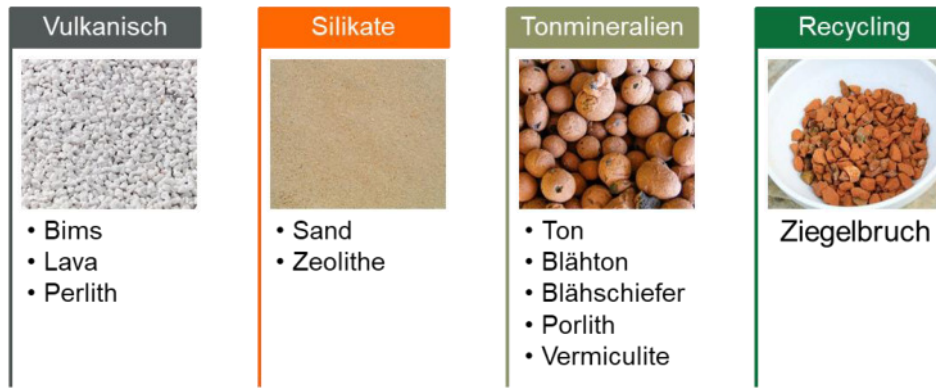 Vulkanisch
• Bims
• Lava
• Perlith
Silikate
• Sand
• Zeolithe
Tonmineralien
• Ton
• Blähton
• Blähschiefer
• Porlith
• Vermiculite
Recycling
Ziegelbruch